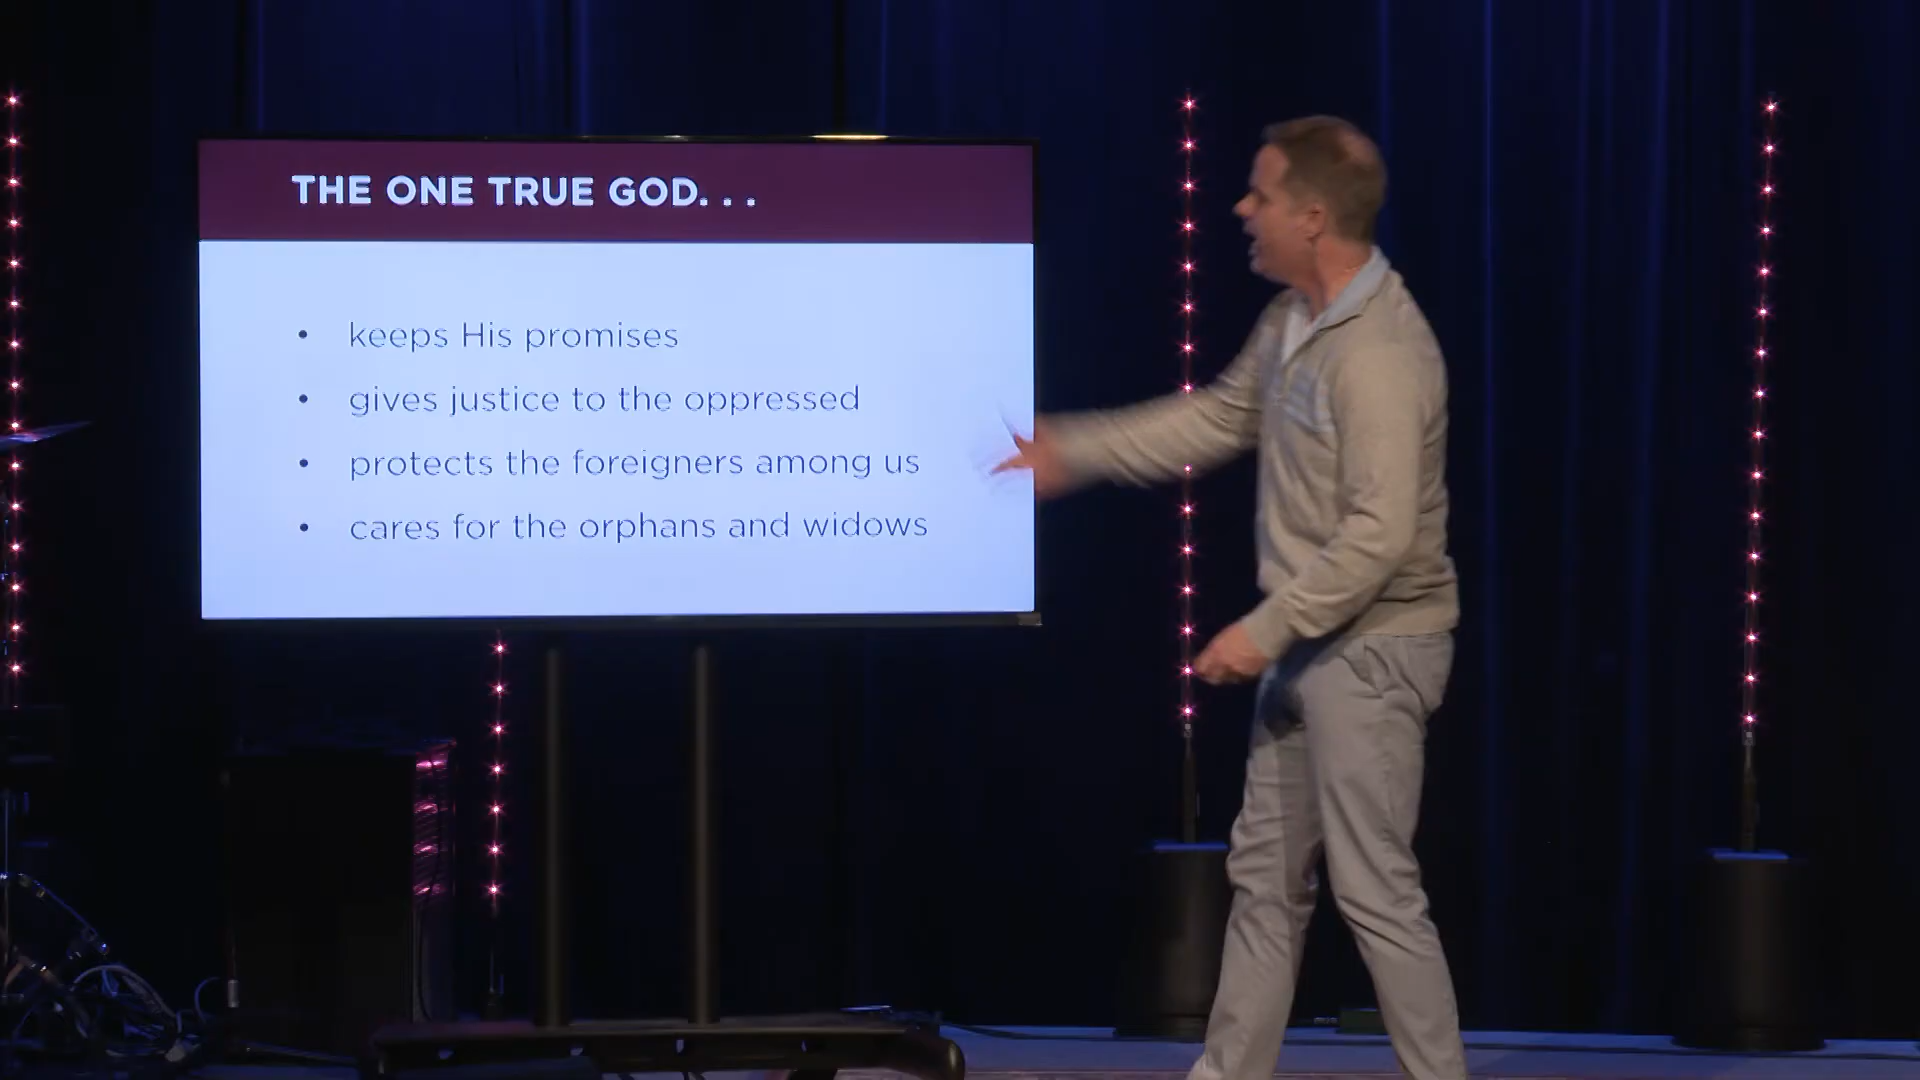 THE ONE TRUE GOD. . .
• keeps His promises
• gives justice to the oppressed
• protects the foreigners among us
• cares for the orphans and widows